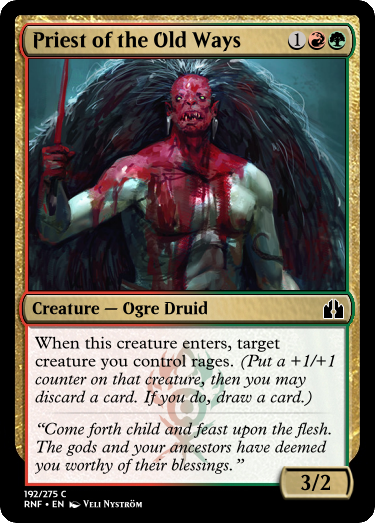 Priest of the Old Ways 1
Creature — Ogre Druid
When this creature enters, target
creature you control rages. (Put a +1/+1
counter on that creature, then you may
discard a card. If you do, draw a card.)
“Come forth child and feast upon the flesh.
The gods and your ancestors have deemed
you worthy of their blessings.”
3/2
192/275 C
RNF • EN Veli Nyström